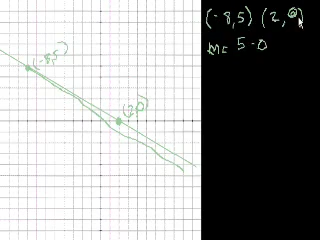 (-8,5) (2,0)
m= 5-0
(-8,5)
(2,0)